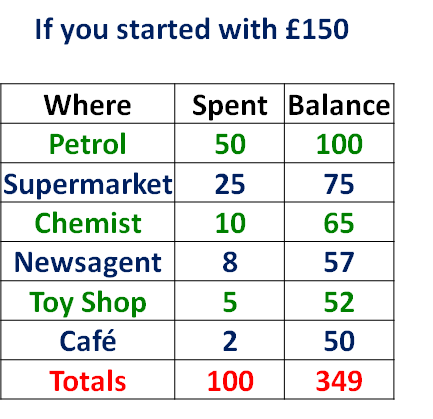 If you started with £150
Where Spent Balance
Petrol 50 100
Supermarket 25 75
Chemist 10 65
Newsagent 8 57
Toy Shop 5 52
Café 2 50
Totals 100 349